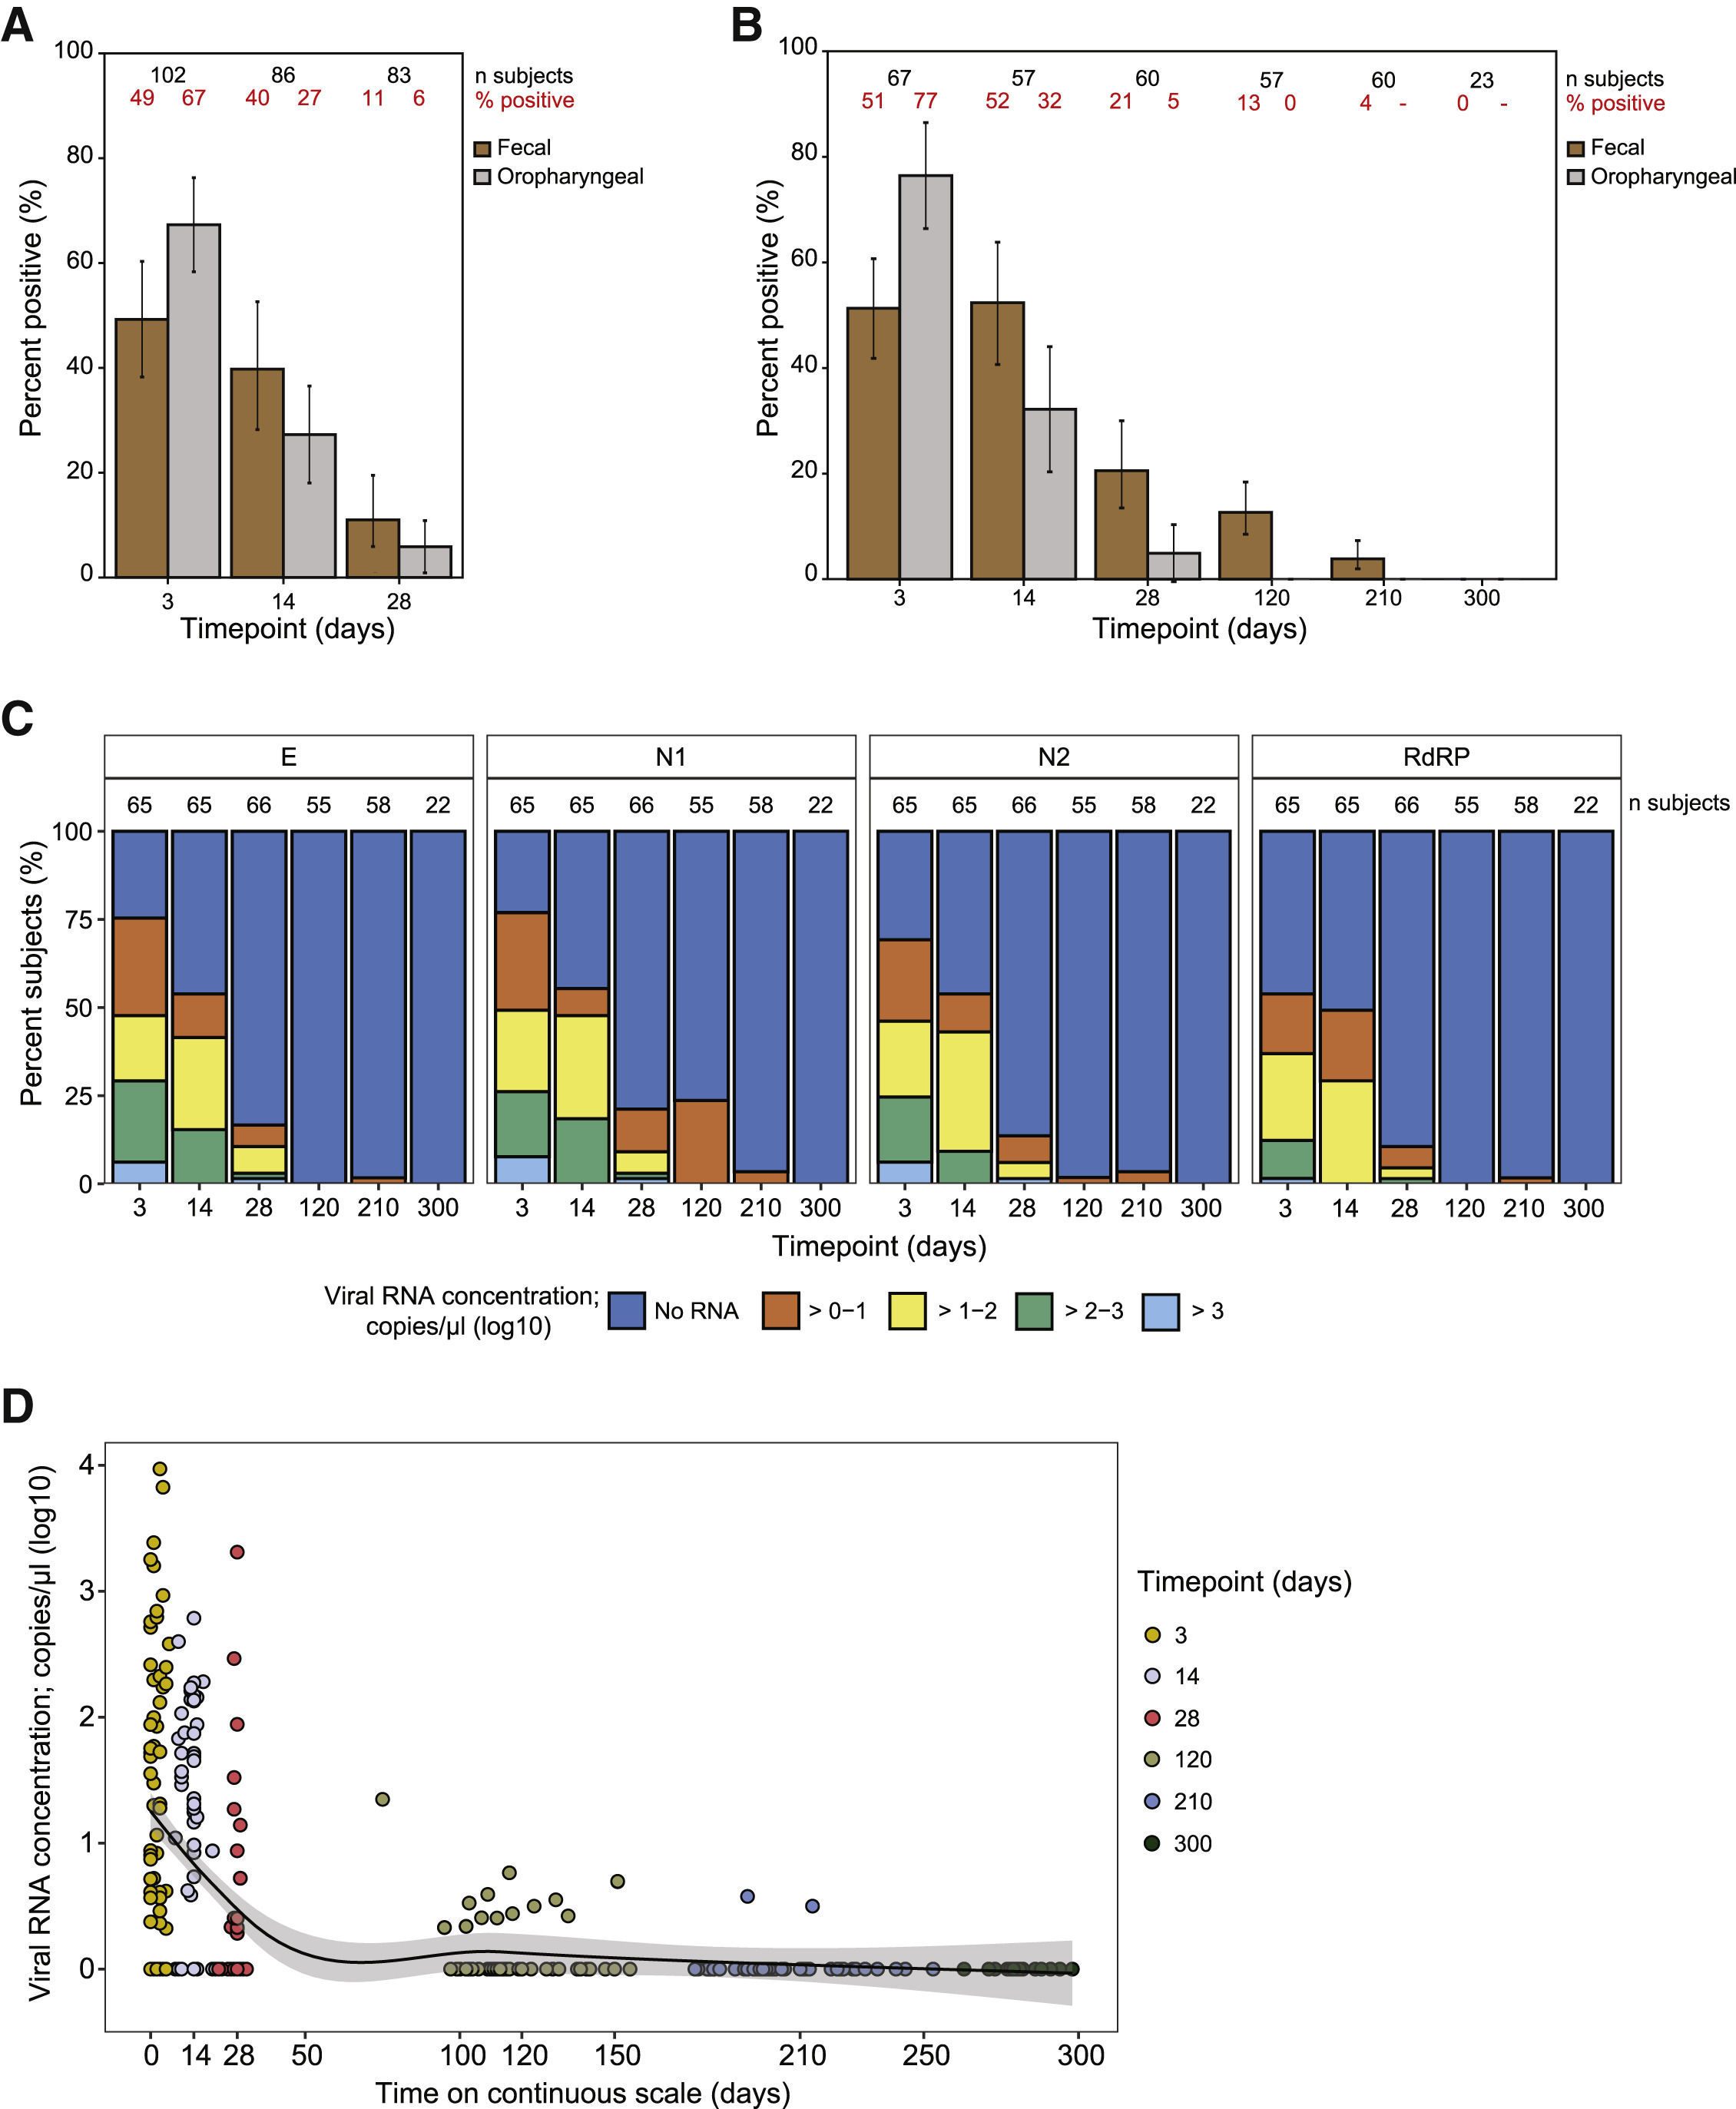 A
100
80
60
40
20
0
Percent positive (%)
102 86 83 n subjects
49 67 40 27 11 6 % positive
Fecal
Oropharyngeal
3 14 28
Timepoint (days)
B
100
80
60
40
20
0
Percent positive (%)
67 57 60 57 60 23 n subjects
51 77 52 32 21 5 13 0 4 - 0 - % positive
Fecal
Oropharyngeal
3 14 28 120 210 300
Timepoint (days)
C
E N1 N2 RdRP
65 65 66 55 58 22 65 65 66 55 58 22 65 65 66 55 58 22 65 65 66 55 58 22 n subjects
100
75
50
25
0
Percent subjects (%)
3 14 28 120 210 300 3 14 28 120 210 300 3 14 28 120 210 300 3 14 28 120 210 300
Timepoint (days)
Viral RNA concentration;
copies/µl (log10)
No RNA > 0−1 > 1−2 > 2−3 > 3
D
4
3
2
1
0
Viral RNA concentration; copies/µl (log10)
0 14 28 50 100 120 150 210 250 300
Time on continuous scale (days)
Timepoint (days)
3
14
28
120
210
300